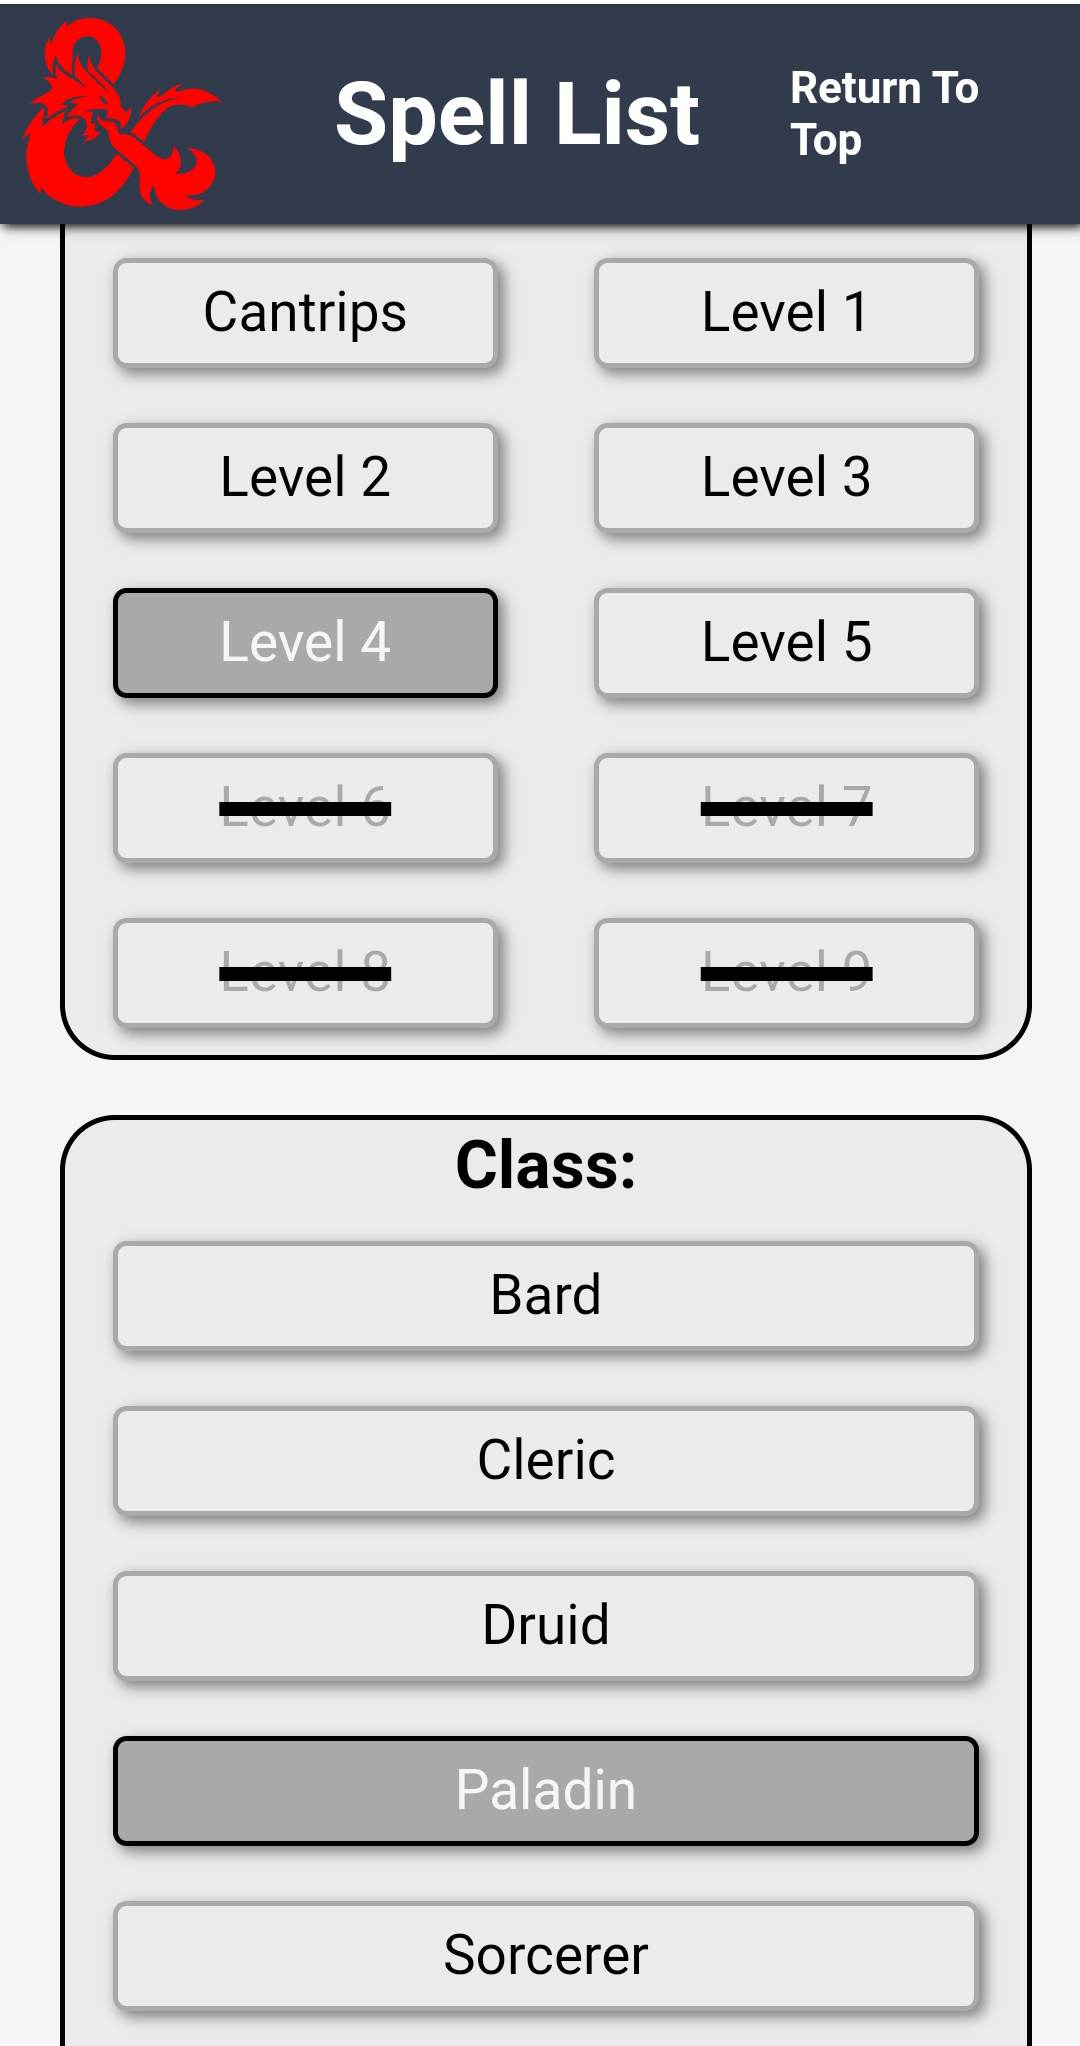 Spell List
Return To
Top
Cantrips
Level 1
Level 2
Level 3
Level 4
Level 5
Level 6
Level 7
Level 8
Level 9
Class:
Bard
Cleric
Druid
Paladin
Sorcerer